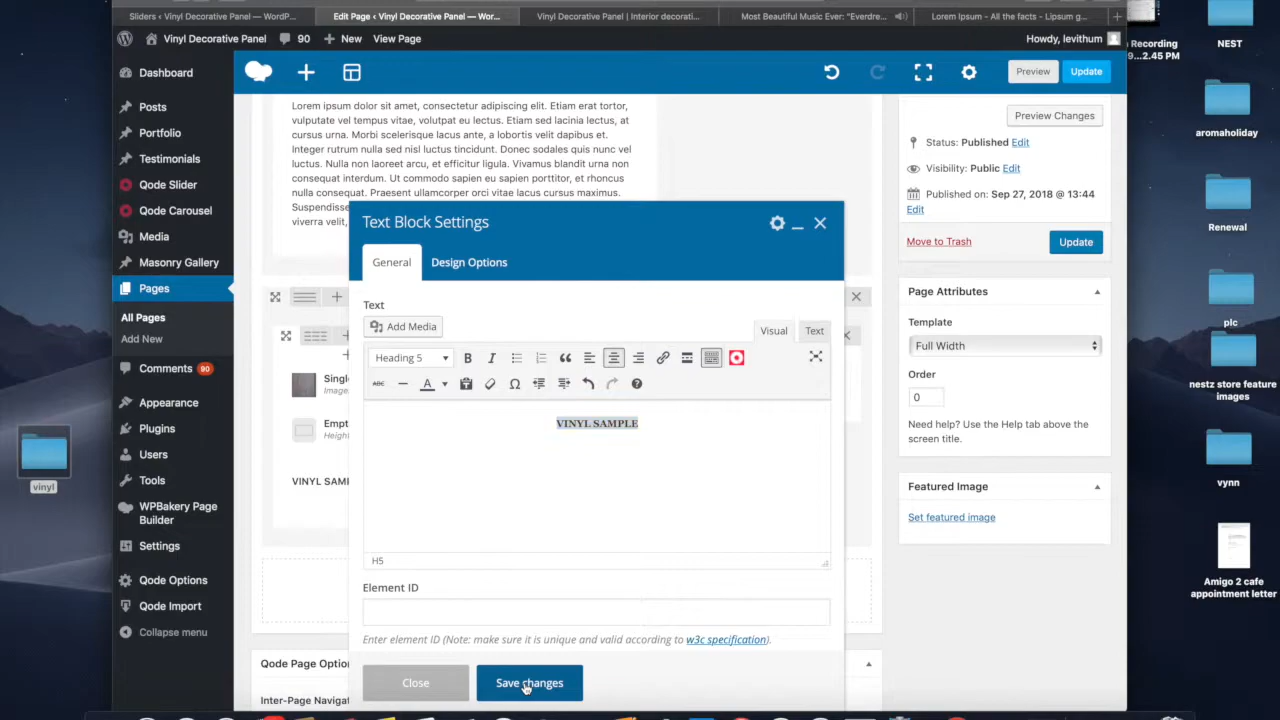 Sliders ‹ Vinyl Decorative Panel — WordP...
Edit Page ‹ Vinyl Decorative Panel — Wor...
Vinyl Decorative Panel | Interior decorati...
Most Beautiful Music Ever: "Everdre...
Lorem Ipsum - All the facts - Lipsum g...
Vinyl Decorative Panel
90
New
View Page
Howdy, levithum
Dashboard
Posts
Portfolio
Testimonials
Qode Slider
Qode Carousel
Media
Masonry Gallery
Pages
All Pages
Add New
Comments 90
Appearance
Plugins
Users
Tools
WPBakery Page
Builder
Settings
Qode Options
Qode Import
Collapse menu
Preview
Update
Lorem ipsum dolor sit amet, consectetur adipiscing elit. Etiam erat tortor,
vulputate vel tempus vitae, volutpat eu lectus. Etiam sed lacinia lectus, at
cursus urna. Morbi scelerisque lacus ante, a lobortis velit dapibus et.
Integer rutrum nulla sed nisl luctus tincidunt. Donec sodales quis nunc vel
luctus. Nulla non laoreet arcu, et efficitur ligula. Vivamus blandit urna non
consequat interdum. Ut commodo sapien eu sapien porttitor condimentum,
nulla consequat. Praesent ullamcorper orci vitae lacus cursus maximus.
Suspendisse
viverra velit,
Text Block Settings
General
Design Options
Text
Add Media
Visual
Text
Heading 5
B
I
ABC
A
VINYL SAMPLE
H5
Element ID
Enter element ID (Note: make sure it is unique and valid according to w3c specification).
Close
Save changes
Single
Image
Empt
Height
VINYL SAM
Qode Page Option
Inter-Page Navigat
Preview Changes
Status: Published Edit
Visibility: Public Edit
Published on: Sep 27, 2018 @ 13:44
Edit
Move to Trash
Update
Page Attributes
Template
Full Width
Order
0
Need help? Use the Help tab above the
screen title.
Featured Image
Set featured image
vinyl
Recording
9...2.45 PM
NEST
aromaholiday
Renewal
plc
nestz store feature
images
vynn
Amigo 2 cafe
appointment letter